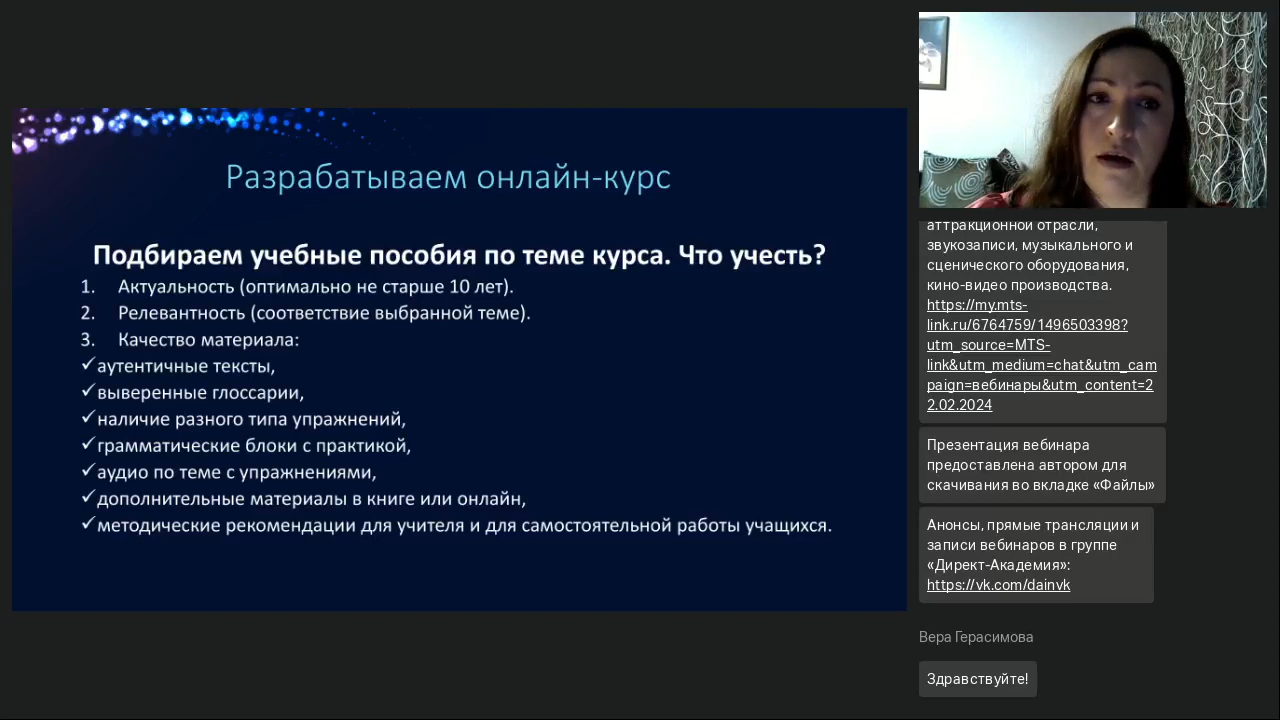 Разрабатываем онлайн-курс
Подбираем учебные пособия по теме курса. Что учесть?
1. Актуальность (оптимально не старше 10 лет).
2. Релевантность (соответствие выбранной теме).
3. Качество материала:
✓аутентичные тексты,
✓выверенные глоссарии,
✓наличие разного типа упражнений,
✓грамматические блоки с практикой,
✓аудио по теме с упражнениями,
✓дополнительные материалы в книге или онлайн,
✓методические рекомендации для учителя и для самостоятельной работы учащихся.
аттракционной отрасли,
звукозаписи, музыкального и
сценического оборудования,
кино-видео производства.
https://my.mts-
link.ru/6764759/1496503398?
utm_source=MTS-
link&utm_medium=chat&utm_cam
paign=вебинары&utm_content=2
2.02.2024
Презентация вебинара
предоставлена автором для
скачивания во вкладке «Файлы»
Анонсы, прямые трансляции и
записи вебинаров в группе
«Директ-Академия»:
https://vk.com/dainvk
Вера Герасимова
Здравствуйте!